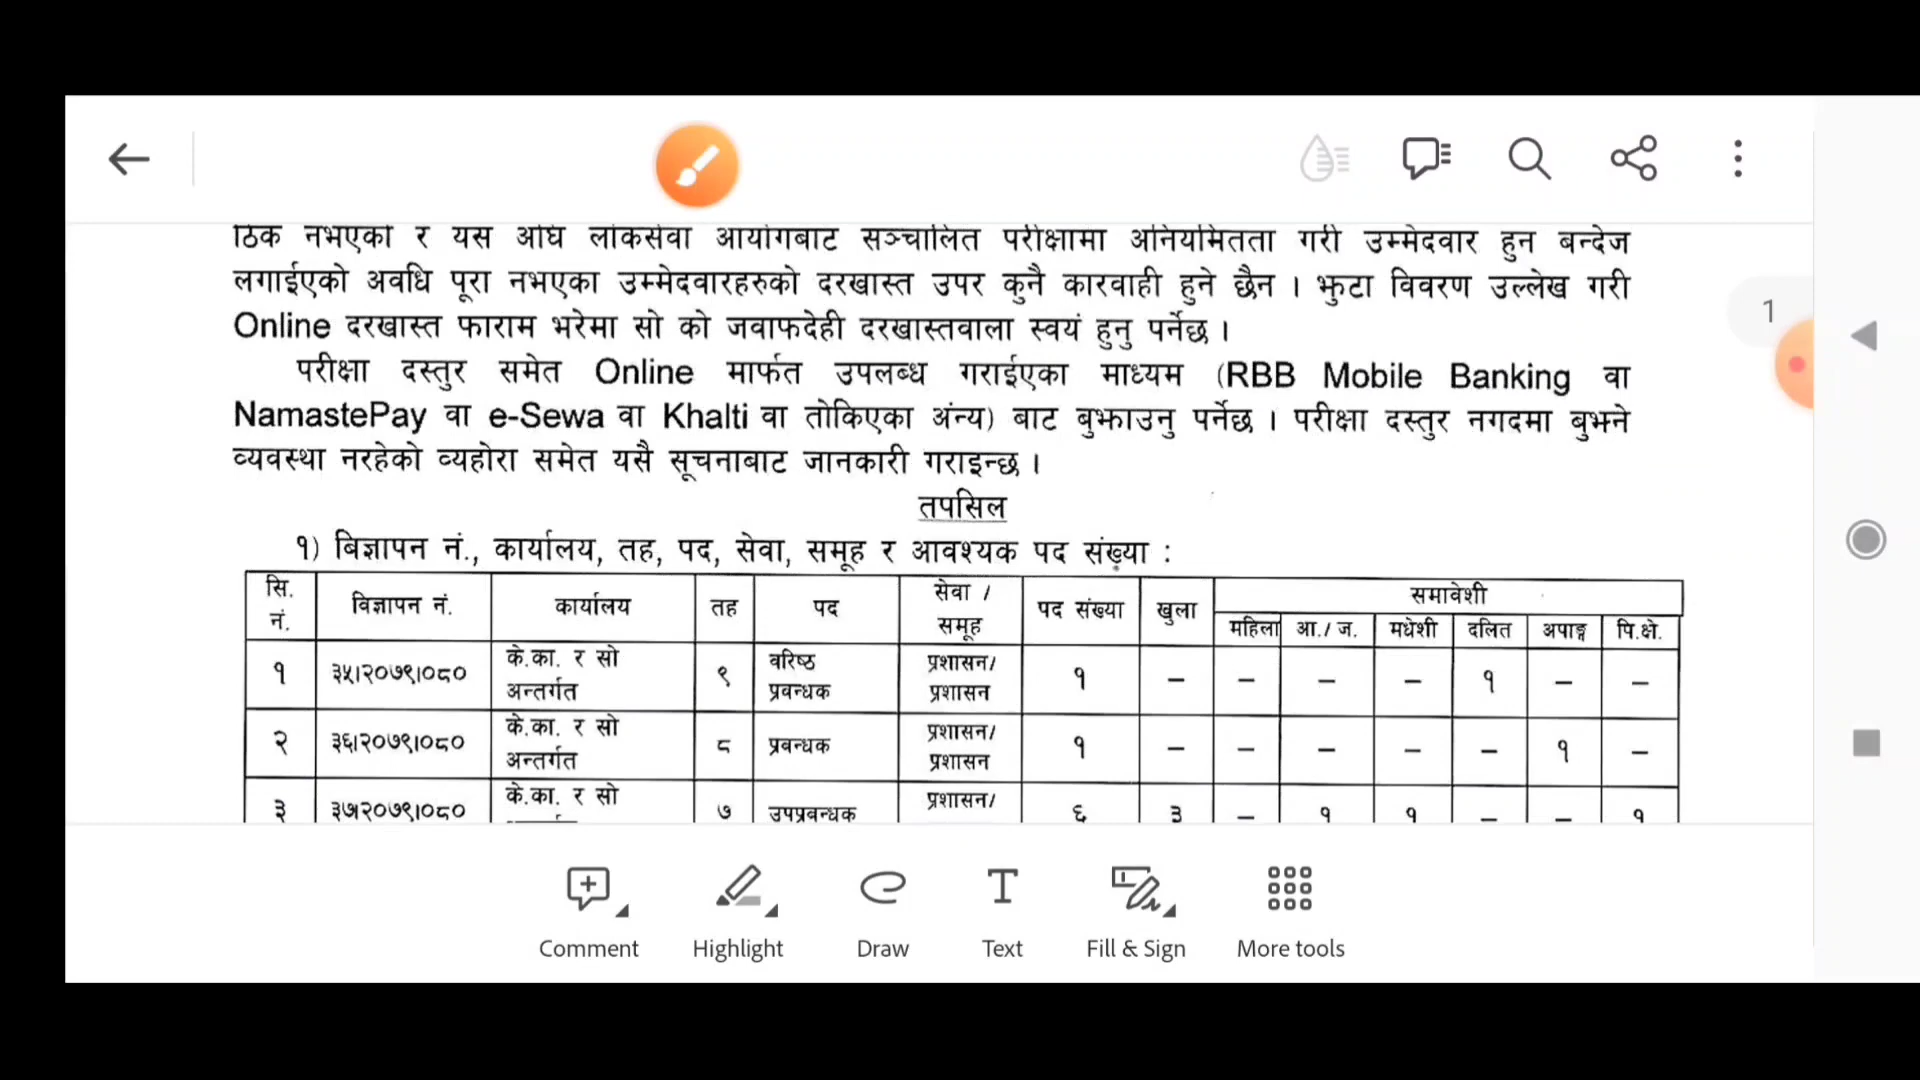 1
ठिक नभएको र यस अघि लोकसेवा आयोगबाट सञ्चालित परीक्षामा अनियमितता गरी उम्मेदवार हुन बन्देज
लगाईएको अवधि पूरा नभएका उम्मेदवारहरुको दरखास्त उपर कुनै कारवाही हुने छैन । झुटा विवरण उल्लेख गरी
Online दरखास्त फाराम भरेमा सो को जवाफदेही दरखास्तवाला स्वयं हुनु पर्नेछ ।
परीक्षा दस्तुर समेत Online मार्फत उपलब्ध गराईएका माध्यम (RBB Mobile Banking वा
NamastePay वा e-Sewa वा Khalti वा तोकिएका अंन्य) बाट बुझाउनु पर्नेछ । परीक्षा दस्तुर नगदमा बुझ्ने
व्यवस्था नरहेको व्यहोरा समेत यसै सूचनाबाट जानकारी गराइन्छ ।
तपसिल
१) बिज्ञापन नं., कार्यालय, तह, पद, सेवा, समूह र आवश्यक पद संख्या :
सि. नं. विज्ञापन नं. कार्यालय तह पद सेवा / समूह पद संख्या खुला समावेशी
महिला आ./ ज. मधेशी दलित अपाङ्ग पि.क्षे.
१ ३५।२०७९।०८० के.का. र सो अन्तर्गत ९ वरिष्ठ प्रबन्धक प्रशासन/ प्रशासन १ – – – – १ – –
२ ३६।२०७९।०८० के.का. र सो अन्तर्गत ८ प्रबन्धक प्रशासन/ प्रशासन १ – – – – – १ –
३ ३७।२०७९।०८० के.का. र सो ७ उपप्रबन्धक प्रशासन/ ६ ३ – १ १ – – १
Comment Highlight Draw Text Fill & Sign More tools